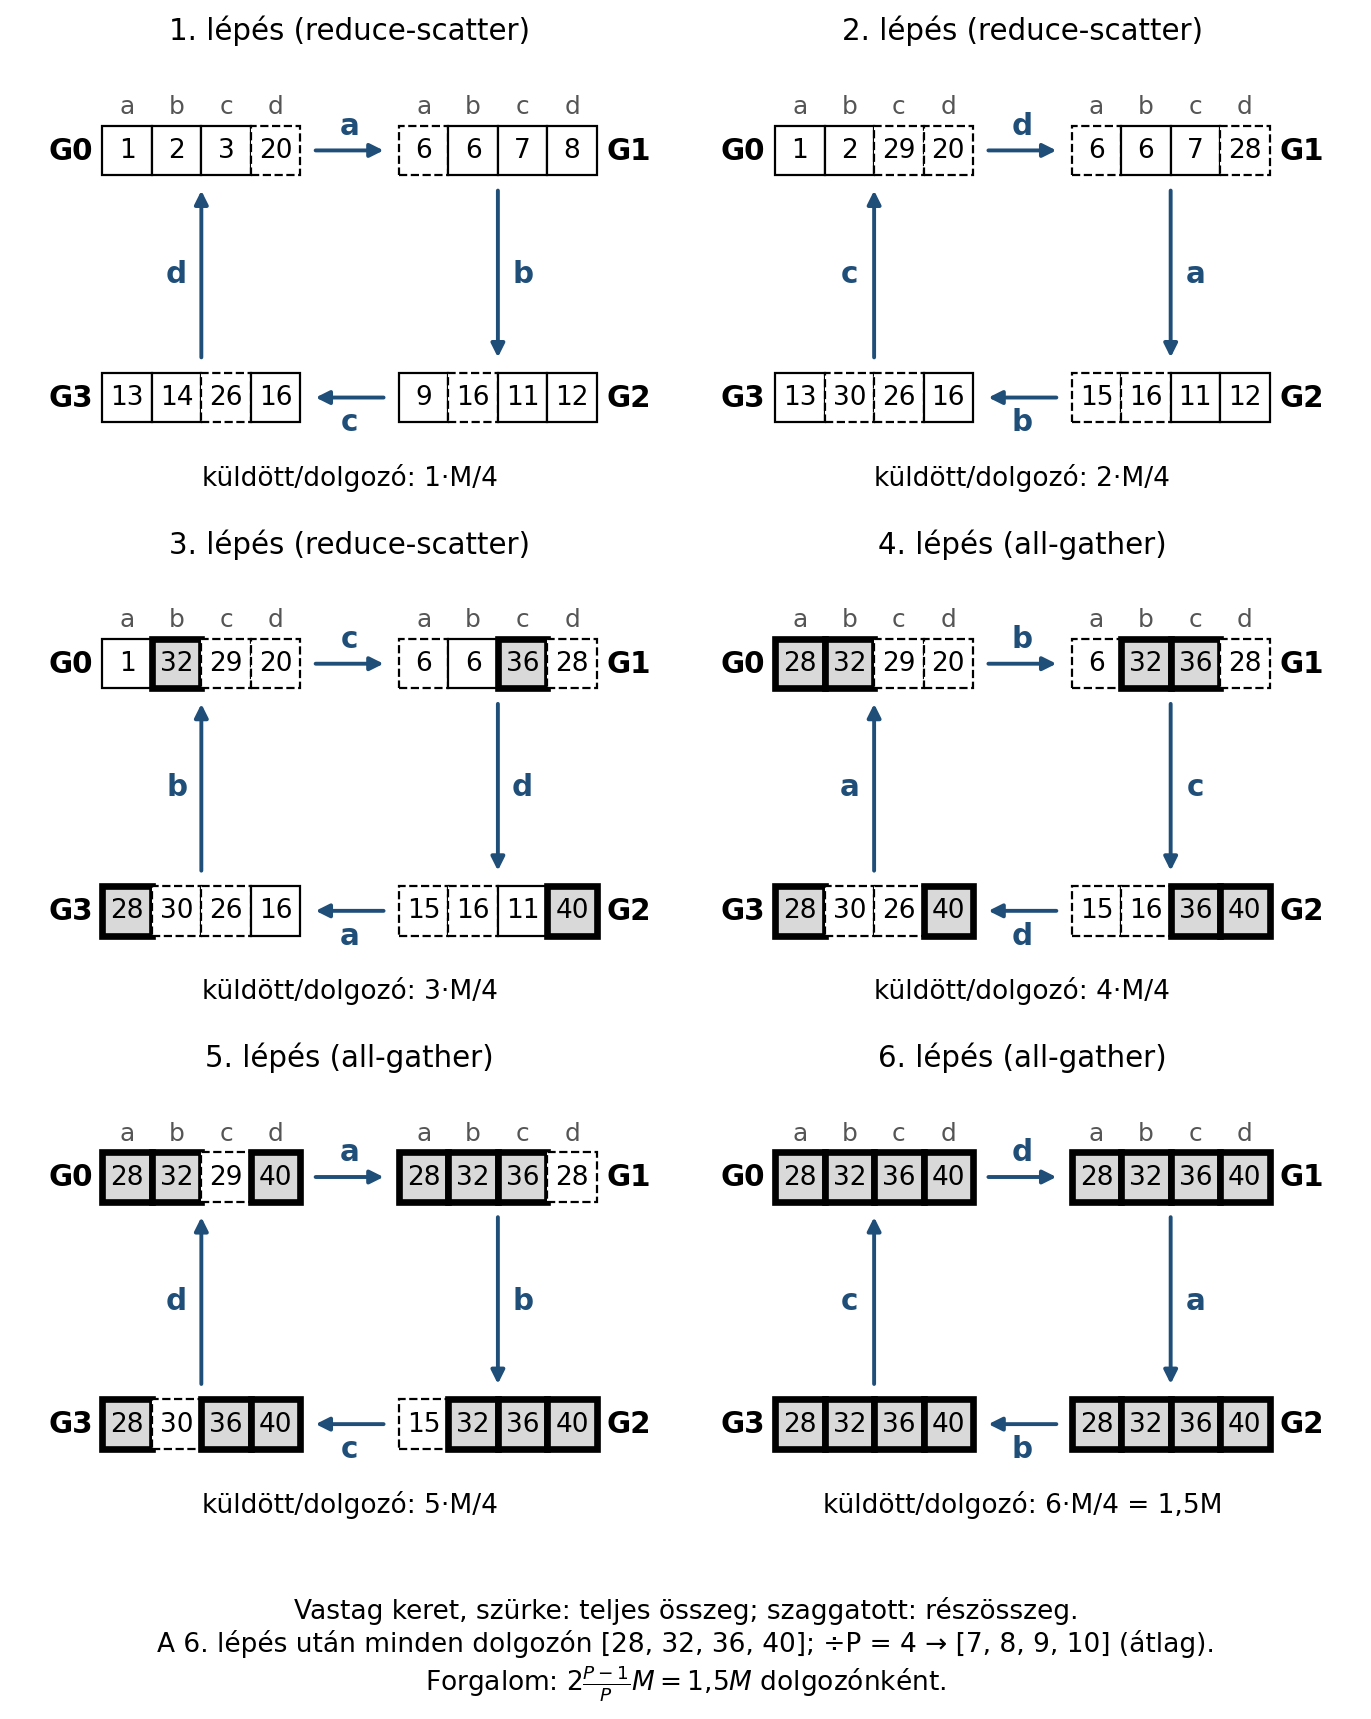 1. lépés (reduce-scatter)
a b c d a a b c d
G0 1 2 3 20 6 6 7 8 G1
d b
G3 13 14 26 16 9 16 11 12 G2
c
küldött/dolgozó: 1·M/4
2. lépés (reduce-scatter)
a b c d d a b c d
G0 1 2 29 20 6 6 7 28 G1
c a
G3 13 30 26 16 15 16 11 12 G2
b
küldött/dolgozó: 2·M/4
3. lépés (reduce-scatter)
a b c d c a b c d
G0 1 32 29 20 6 6 36 28 G1
b d
G3 28 30 26 16 15 16 11 40 G2
a
küldött/dolgozó: 3·M/4
4. lépés (all-gather)
a b c d b a b c d
G0 28 32 29 20 6 32 36 28 G1
a c
G3 28 30 26 40 15 16 36 40 G2
d
küldött/dolgozó: 4·M/4
5. lépés (all-gather)
a b c d a a b c d
G0 28 32 29 40 28 32 36 28 G1
d b
G3 28 30 36 40 15 32 36 40 G2
c
küldött/dolgozó: 5·M/4
6. lépés (all-gather)
a b c d d a b c d
G0 28 32 36 40 28 32 36 40 G1
c a
G3 28 32 36 40 28 32 36 40 G2
b
küldött/dolgozó: 6·M/4 = 1,5M
Vastag keret, szürke: teljes összeg; szaggatott: részösszeg.
A 6. lépés után minden dolgozón [28, 32, 36, 40]; ÷P = 4 → [7, 8, 9, 10] (átlag).
Forgalom: 2 P−1/P M = 1,5M dolgozónként.